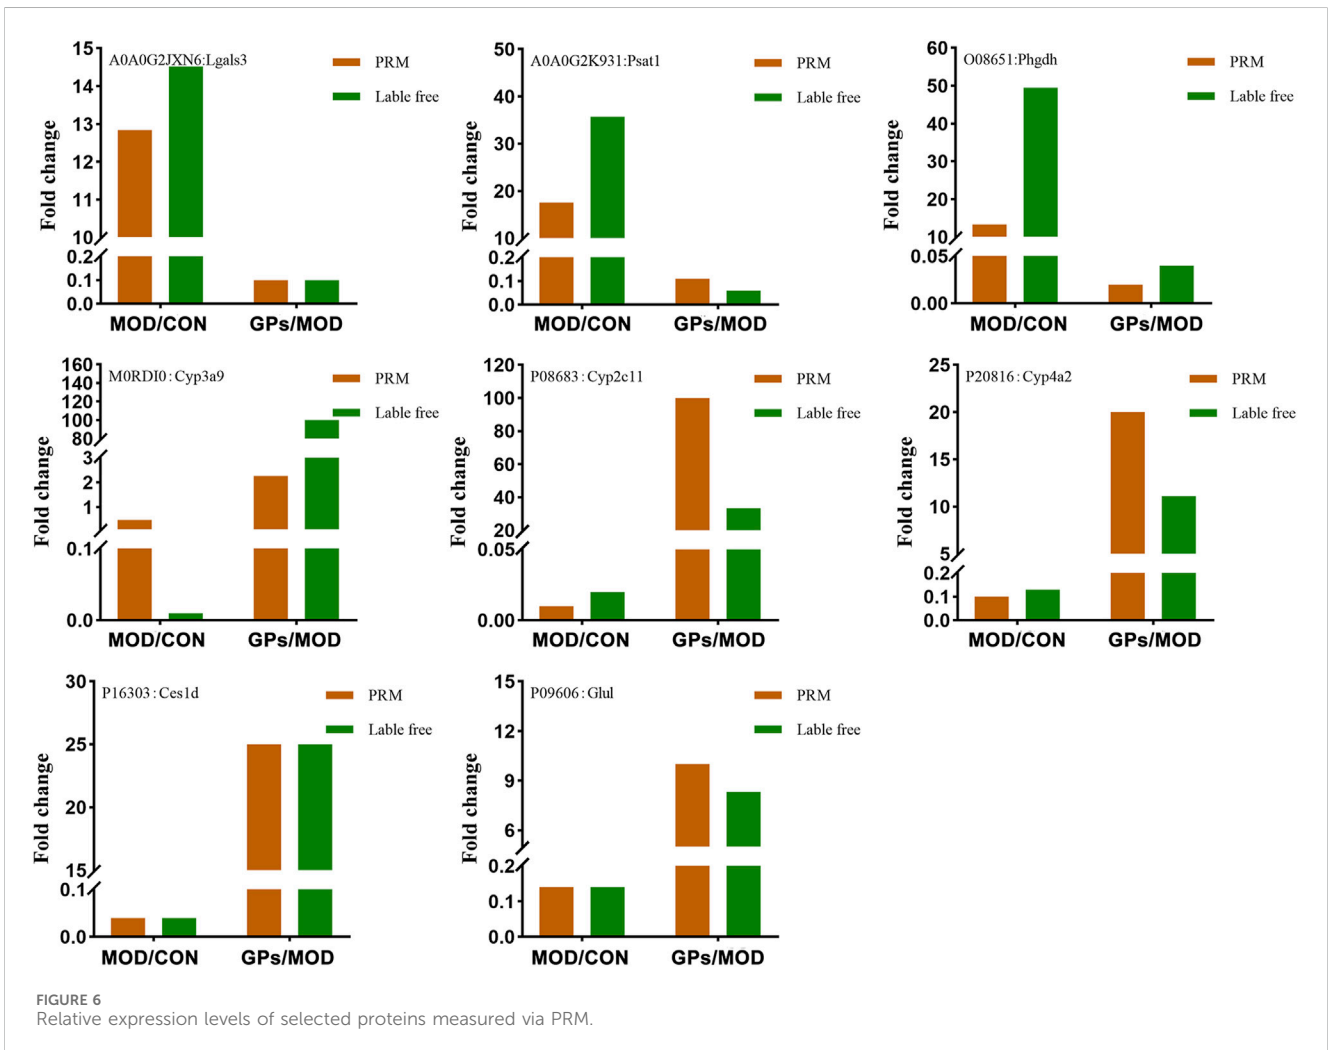 A0A0G2JXN6:Lgals3
PRM
Lable free
Fold change
15
14
13
12
11
10
0.2
0.1
0.0
MOD/CON GPs/MOD
A0A0G2K931:Psat1
PRM
Lable free
Fold change
50
40
30
20
10
0.2
0.1
0.0
MOD/CON GPs/MOD
O08651:Phgdh
PRM
Lable free
Fold change
60
50
40
30
20
10
0.05
0.00
MOD/CON GPs/MOD
M0RDI0:Cyp3a9
PRM
Lable free
Fold change
160
140
120
100
80
3
2
1
0.1
0.0
MOD/CON GPs/MOD
P08683:Cyp2c11
PRM
Lable free
Fold change
120
100
80
60
40
20
0.05
0.00
MOD/CON GPs/MOD
P20816:Cyp4a2
PRM
Lable free
Fold change
25
20
15
10
5
0.2
0.1
0.0
MOD/CON GPs/MOD
P16303:Ces1d
PRM
Lable free
Fold change
30
25
20
15
0.1
0.0
MOD/CON GPs/MOD
P09606:Glul
PRM
Lable free
Fold change
15
12
9
6
0.2
0.1
0.0
MOD/CON GPs/MOD
FIGURE 6
Relative expression levels of selected proteins measured via PRM.